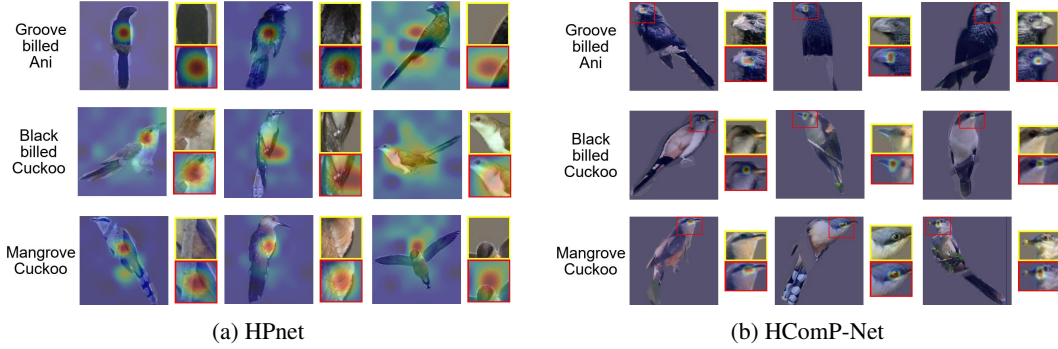 Groove
billed
Ani
Black
billed
Cuckoo
Mangrove
Cuckoo
(a) HPnet
Groove
billed
Ani
Black
billed
Cuckoo
Mangrove
Cuckoo
(b) HComP-Net